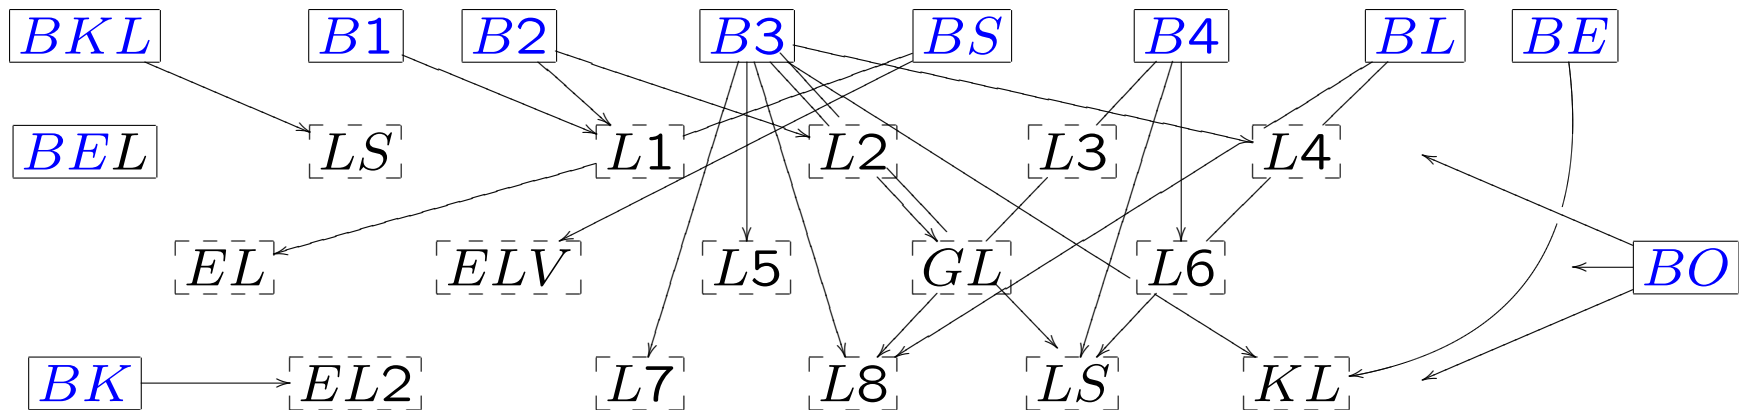 BKL B1 B2 B3 BS B4 BL BE
BEL LS L1 L2 L3 L4
EL ELV L5 GL L6 BO
BK EL2 L7 L8 LS KL